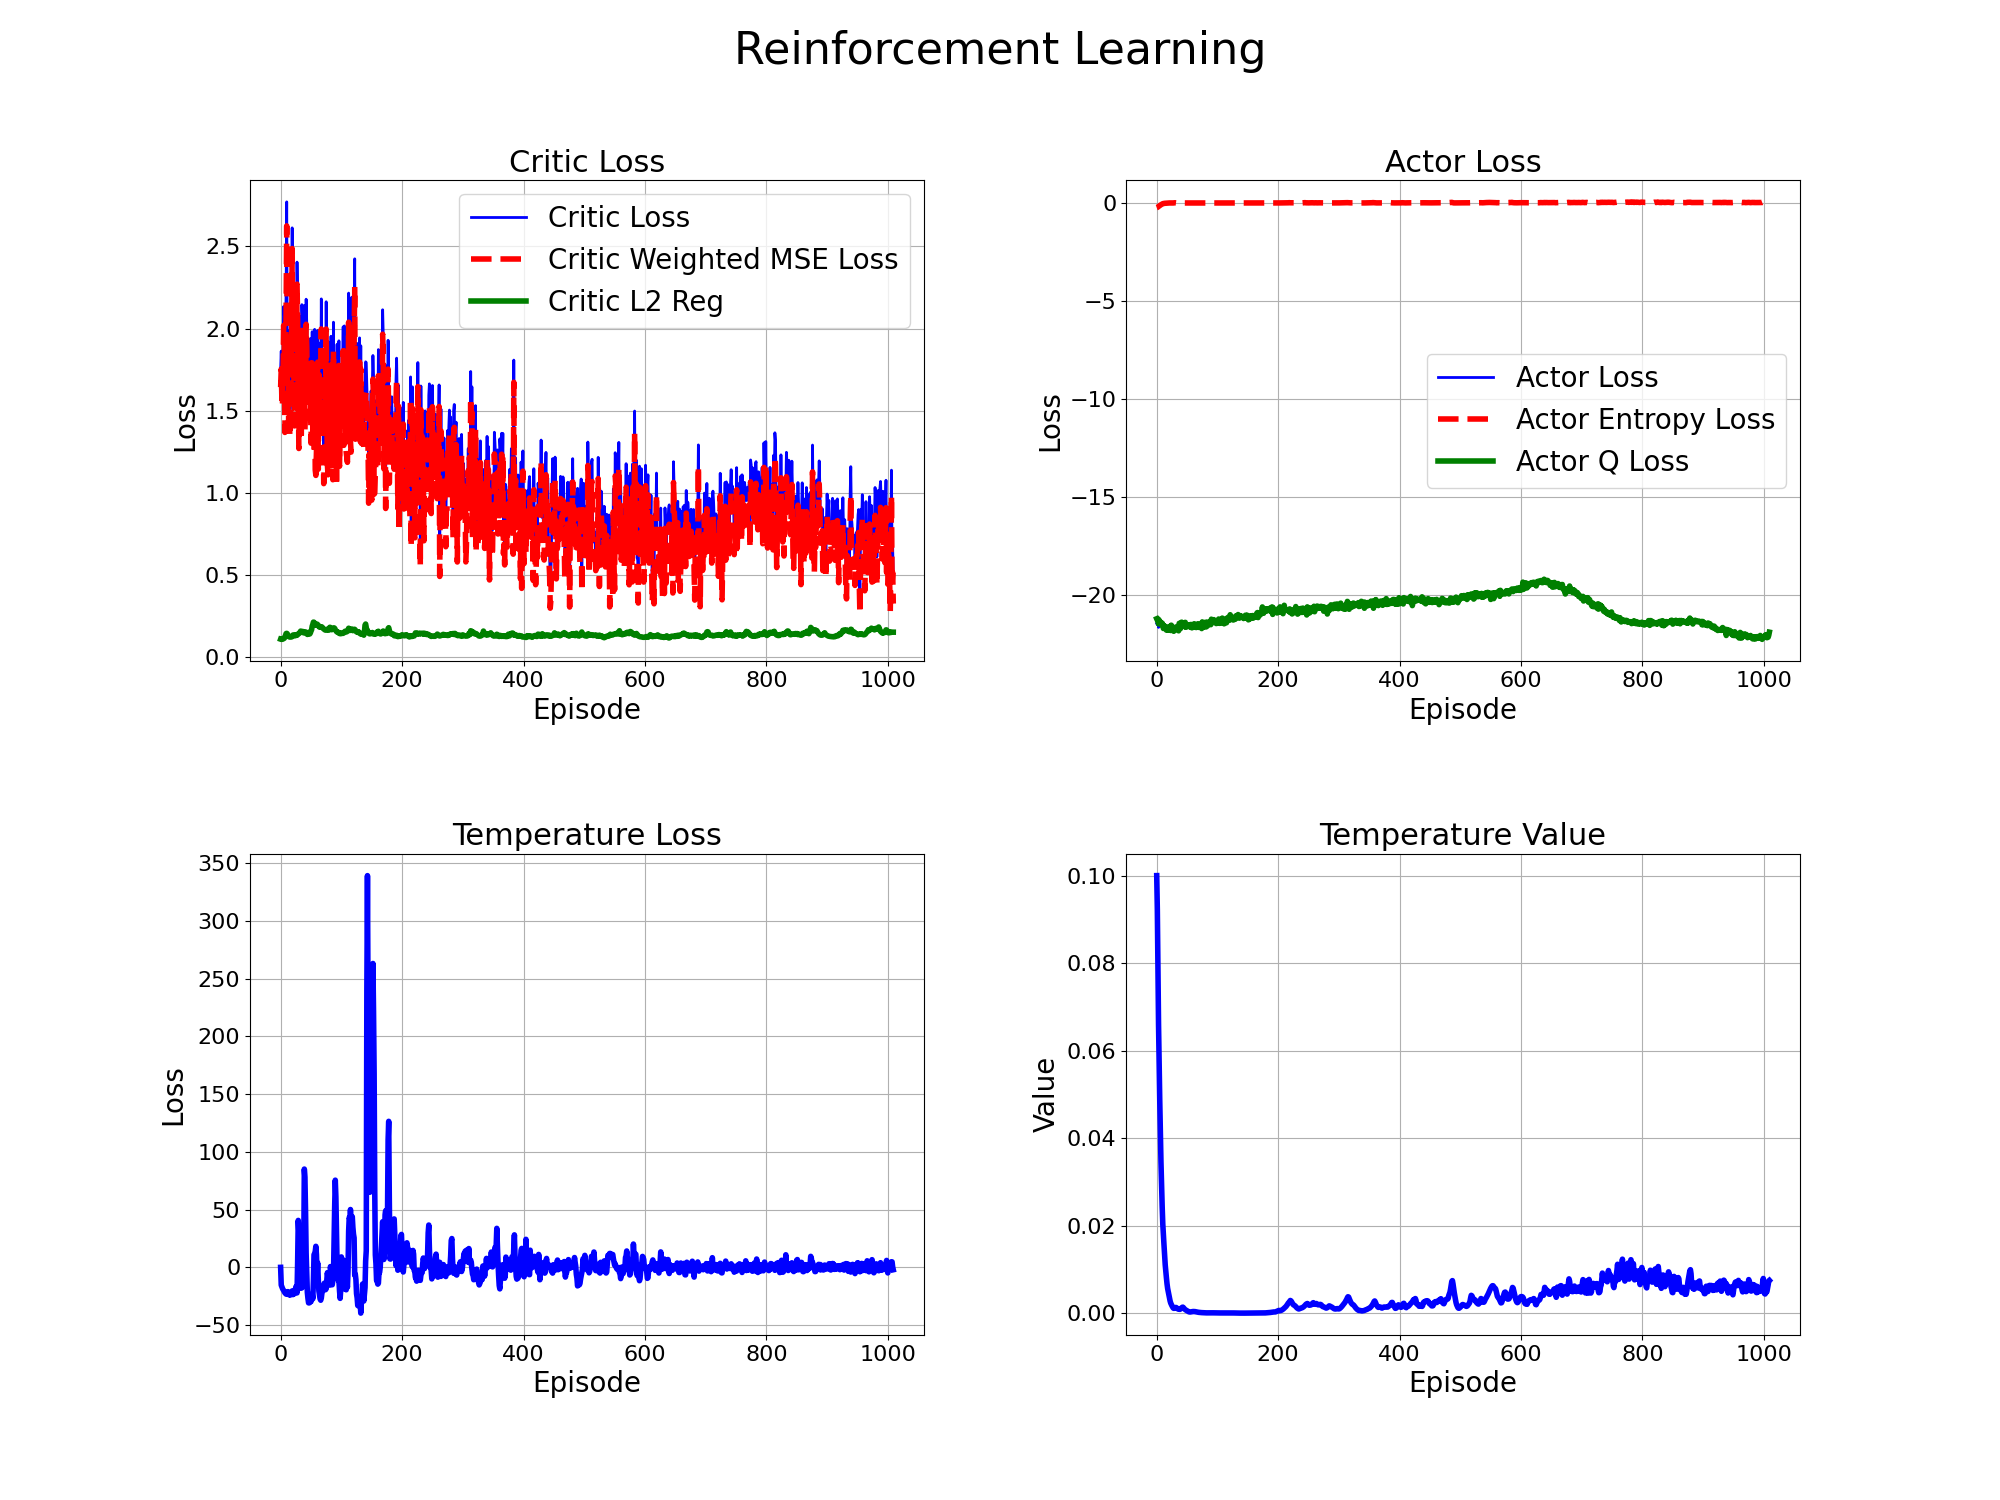 Reinforcement Learning
Critic Loss
Loss
2.5
2.0
1.5
1.0
0.5
0.0
0 200 400 600 800 1000
Episode
Critic Loss
Critic Weighted MSE Loss
Critic L2 Reg
Actor Loss
Loss
0
−5
−10
−15
−20
0 200 400 600 800 1000
Episode
Actor Loss
Actor Entropy Loss
Actor Q Loss
Temperature Loss
Loss
350
300
250
200
150
100
50
0
−50
0 200 400 600 800 1000
Episode
Temperature Value
Value
0.10
0.08
0.06
0.04
0.02
0.00
0 200 400 600 800 1000
Episode